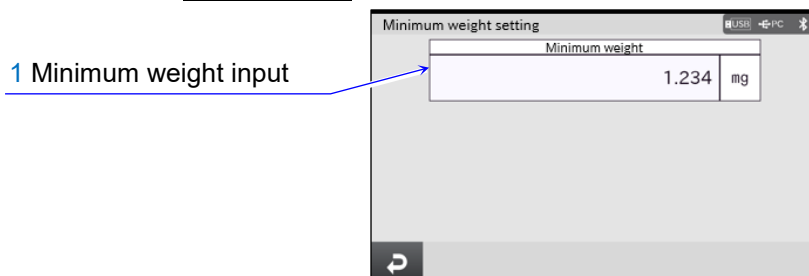 Minimum weight setting
USB PC
Minimum weight
1 Minimum weight input
1.234 mg